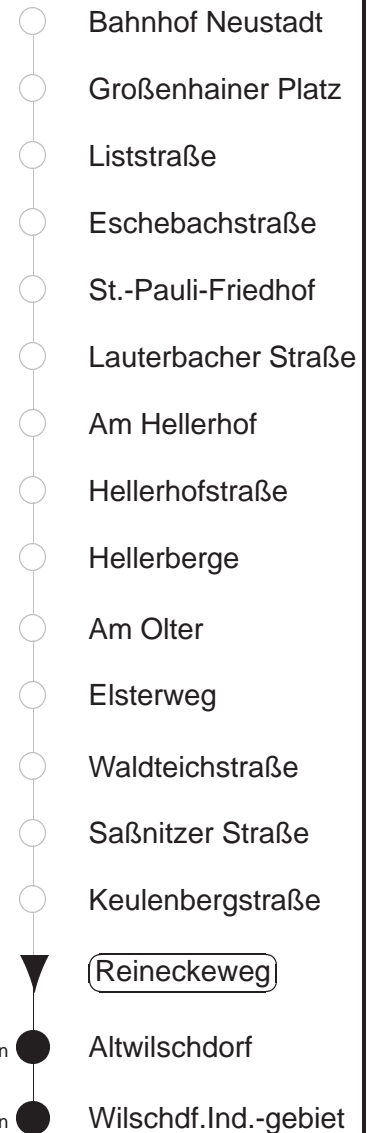 Bahnhof Neustadt
Großenhainer Platz
Liststraße
Eschebachstraße
St.-Pauli-Friedhof
Lauterbacher Straße
Am Hellerhof
Hellerhofstraße
Hellerberge
Am Olter
Elsterweg
Waldteichstraße
Saßnitzer Straße
Keulenbergstraße
Reineckeweg
Altwilschdorf
Wilschdf.Ind.-gebiet